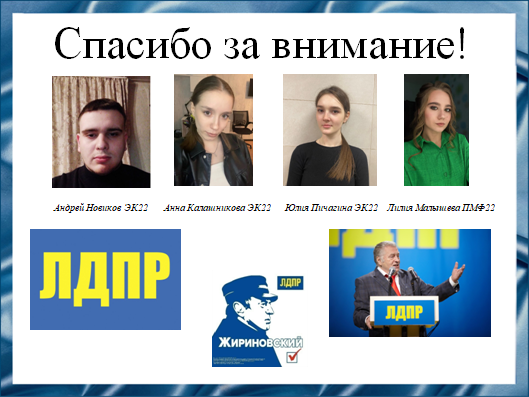 Спасибо за внимание!
Андрей Новиков ЭК22 Анна Калашникова ЭК22 Юлия Пичагина ЭК22 Лилия Малышева ПМФ22
ЛДПР
ЛДПР
Жириновский
ЛДПР